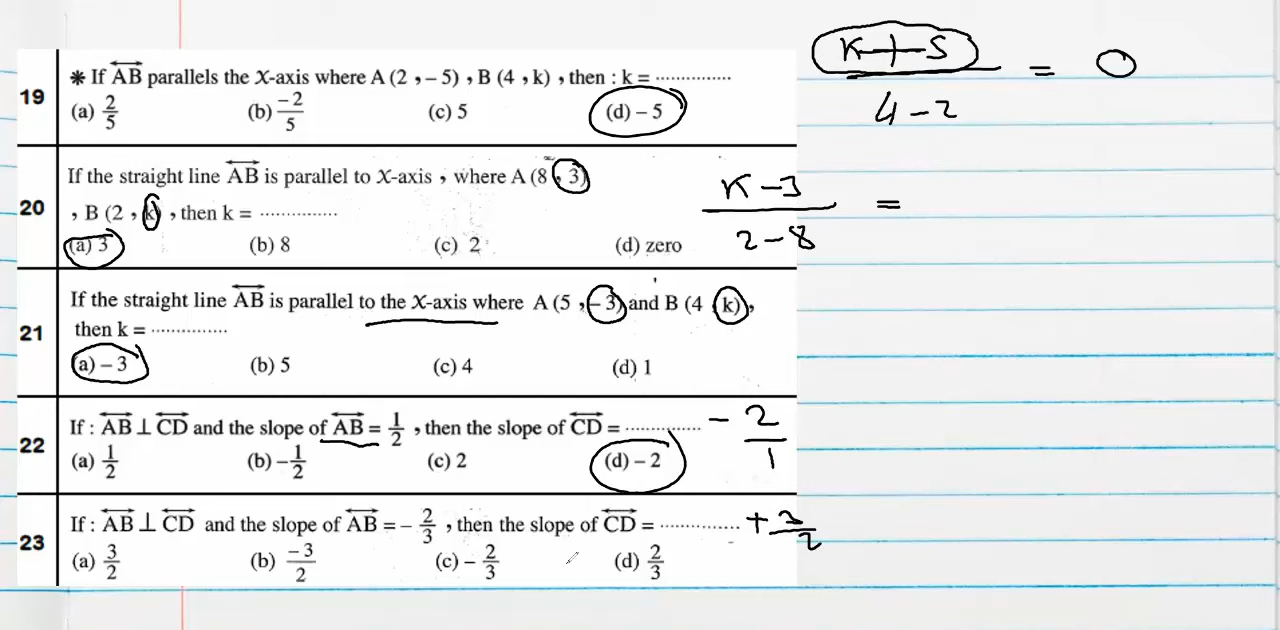 19
* If AB parallels the X-axis where A (2 , – 5) , B (4 , k) , then : k = ...............
(a) 2/5 (b) –2/5 (c) 5 (d) – 5
K + 5 / 4 – 2 = 0
20
If the straight line AB is parallel to X-axis , where A (8 , 3)
, B (2 , k) , then k = ...............
(a) 3 (b) 8 (c) 2 (d) zero
K – 3 / 2 – 8 =
21
If the straight line AB is parallel to the X-axis where A (5 , – 3) and B (4 , k) ,
then k = ...............
(a) – 3 (b) 5 (c) 4 (d) 1
22
If : AB ⊥ CD and the slope of AB = 1/2 , then the slope of CD = ...............
(a) 1/2 (b) – 1/2 (c) 2 (d) – 2
– 2/1
23
If : AB ⊥ CD and the slope of AB = – 2/3 , then the slope of CD = ...............
(a) 3/2 (b) –3/2 (c) – 2/3 (d) 2/3
+ 3/2